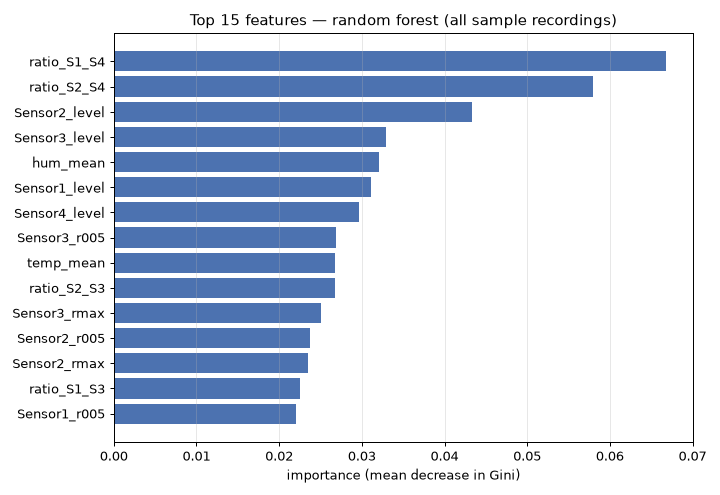 Top 15 features — random forest (all sample recordings)
ratio_S1_S4
ratio_S2_S4
Sensor2_level
Sensor3_level
hum_mean
Sensor1_level
Sensor4_level
Sensor3_r005
temp_mean
ratio_S2_S3
Sensor3_rmax
Sensor2_r005
Sensor2_rmax
ratio_S1_S3
Sensor1_r005
0.00 0.01 0.02 0.03 0.04 0.05 0.06 0.07
importance (mean decrease in Gini)